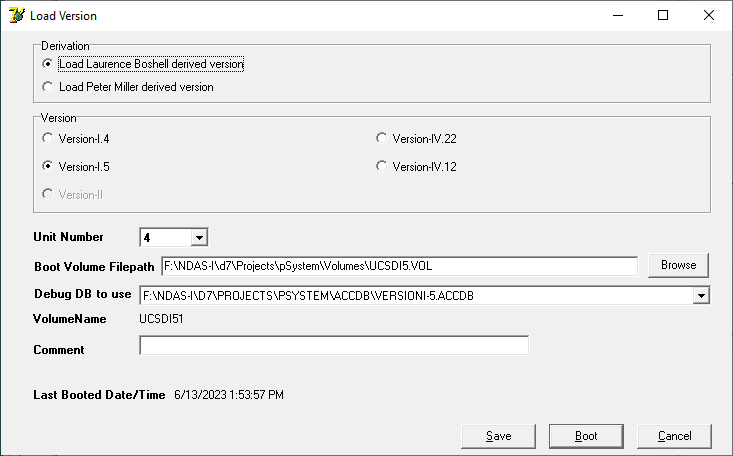 Load Version
Derivation
Load Laurence Boshell derived version
Load Peter Miller derived version
Version
Version-I.4
Version-IV.22
Version-I.5
Version-IV.12
Version-II
Unit Number 4
Boot Volume Filepath F:\NDAS-I\d7\Projects\pSystem\Volumes\UCSDI5.VOL Browse
Debug DB to use F:\NDAS-I\D7\PROJECTS\PSYSTEM\ACCDB\VERSIONI-5.ACCDB
VolumeName UCSDI51
Comment
Last Booted Date/Time 6/13/2023 1:53:57 PM
Save Boot Cancel